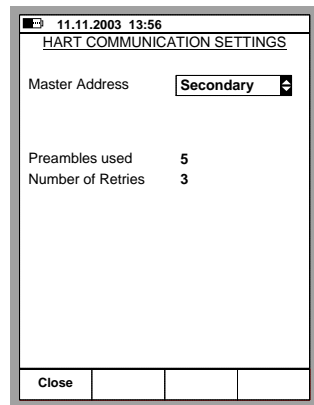 11.11.2003 13:56
HART COMMUNICATION SETTINGS
Master Address Secondary
Preambles used 5
Number of Retries 3
Close